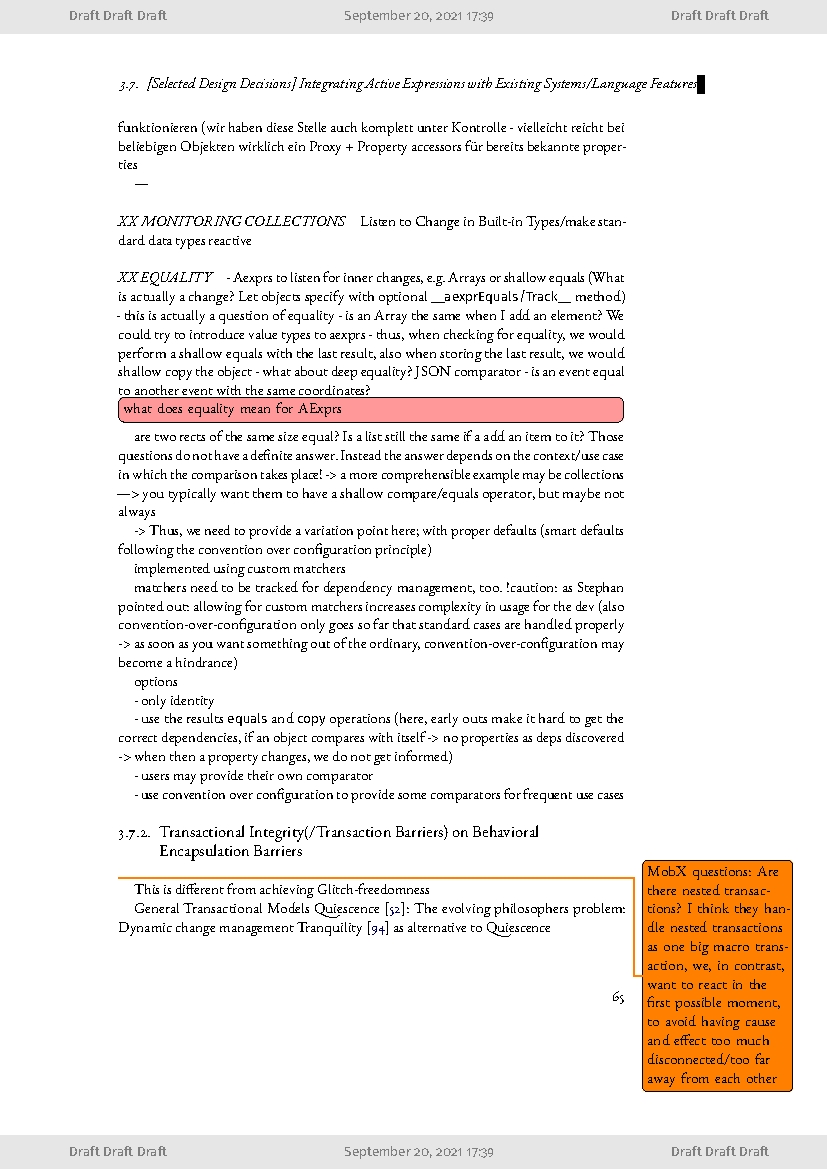 Draft Draft Draft September 20, 2021 17:39 Draft Draft Draft
3.7. [Selected Design Decisions] Integrating Active Expressions with Existing Systems/Language Features
funktionieren (wir haben diese Stelle auch komplett unter Kontrolle - vielleicht reicht bei
beliebigen Objekten wirklich ein Proxy + Property accessors für bereits bekannte proper-
ties
—
XX MONITORING COLLECTIONS Listen to Change in Built-in Types/make stan-
dard data types reactive
XX EQUALITY - Aexprs to listen for inner changes, e.g. Arrays or shallow equals (What
is actually a change? Let objects specify with optional __aexprEquals/Track__ method)
- this is actually a question of equality - is an Array the same when I add an element? We
could try to introduce value types to aexprs - thus, when checking for equality, we would
perform a shallow equals with the last result, also when storing the last result, we would
shallow copy the object - what about deep equality? JSON comparator - is an event equal
to another event with the same coordinates?
what does equality mean for AExprs
are two rects of the same size equal? Is a list still the same if a add an item to it? Those
questions do not have a definite answer. Instead the answer depends on the context/use case
in which the comparison takes place! -> a more comprehensible example may be collections
—> you typically want them to have a shallow compare/equals operator, but maybe not
always
-> Thus, we need to provide a variation point here; with proper defaults (smart defaults
following the convention over configuration principle)
implemented using custom matchers
matchers need to be tracked for dependency management, too. !caution: as Stephan
pointed out: allowing for custom matchers increases complexity in usage for the dev (also
convention-over-configuration only goes so far that standard cases are handled properly
-> as soon as you want something out of the ordinary, convention-over-configuration may
become a hindrance)
options
- only identity
- use the results equals and copy operations (here, early outs make it hard to get the
correct dependencies, if an object compares with itself -> no properties as deps discovered
-> when then a property changes, we do not get informed)
- users may provide their own comparator
- use convention over configuration to provide some comparators for frequent use cases
3.7.2. Transactional Integrity(/Transaction Barriers) on Behavioral
Encapsulation Barriers
This is different from achieving Glitch-freedomness
General Transactional Models Quiescence [52]: The evolving philosophers problem:
Dynamic change management Tranquility [94] as alternative to Quiescence
MobX questions: Are
there nested transac-
tions? I think they han-
dle nested transactions
as one big macro trans-
action, we, in contrast,
want to react in the
first possible moment,
to avoid having cause
and effect too much
disconnected/too far
away from each other
65
Draft Draft Draft September 20, 2021 17:39 Draft Draft Draft